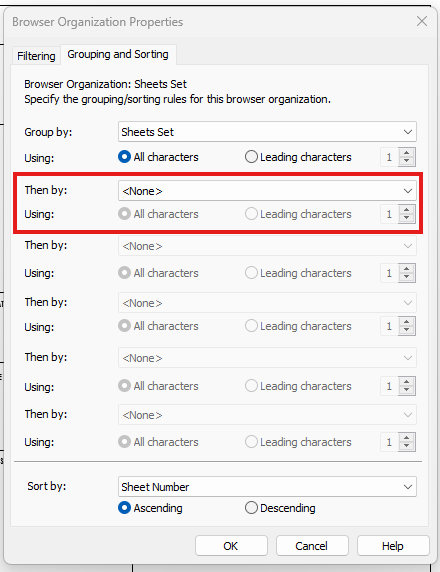 Browser Organization Properties
Filtering
Grouping and Sorting
Browser Organization: Sheets Set
Specify the grouping/sorting rules for this browser organization.
Group by: Sheets Set
Using: All characters Leading characters 1
Then by: <None>
Using: All characters Leading characters 1
Then by: <None>
Using: All characters Leading characters 1
Then by: <None>
Using: All characters Leading characters 1
Then by: <None>
Using: All characters Leading characters 1
Then by: <None>
Using: All characters Leading characters 1
Sort by: Sheet Number
Ascending Descending
OK Cancel Help